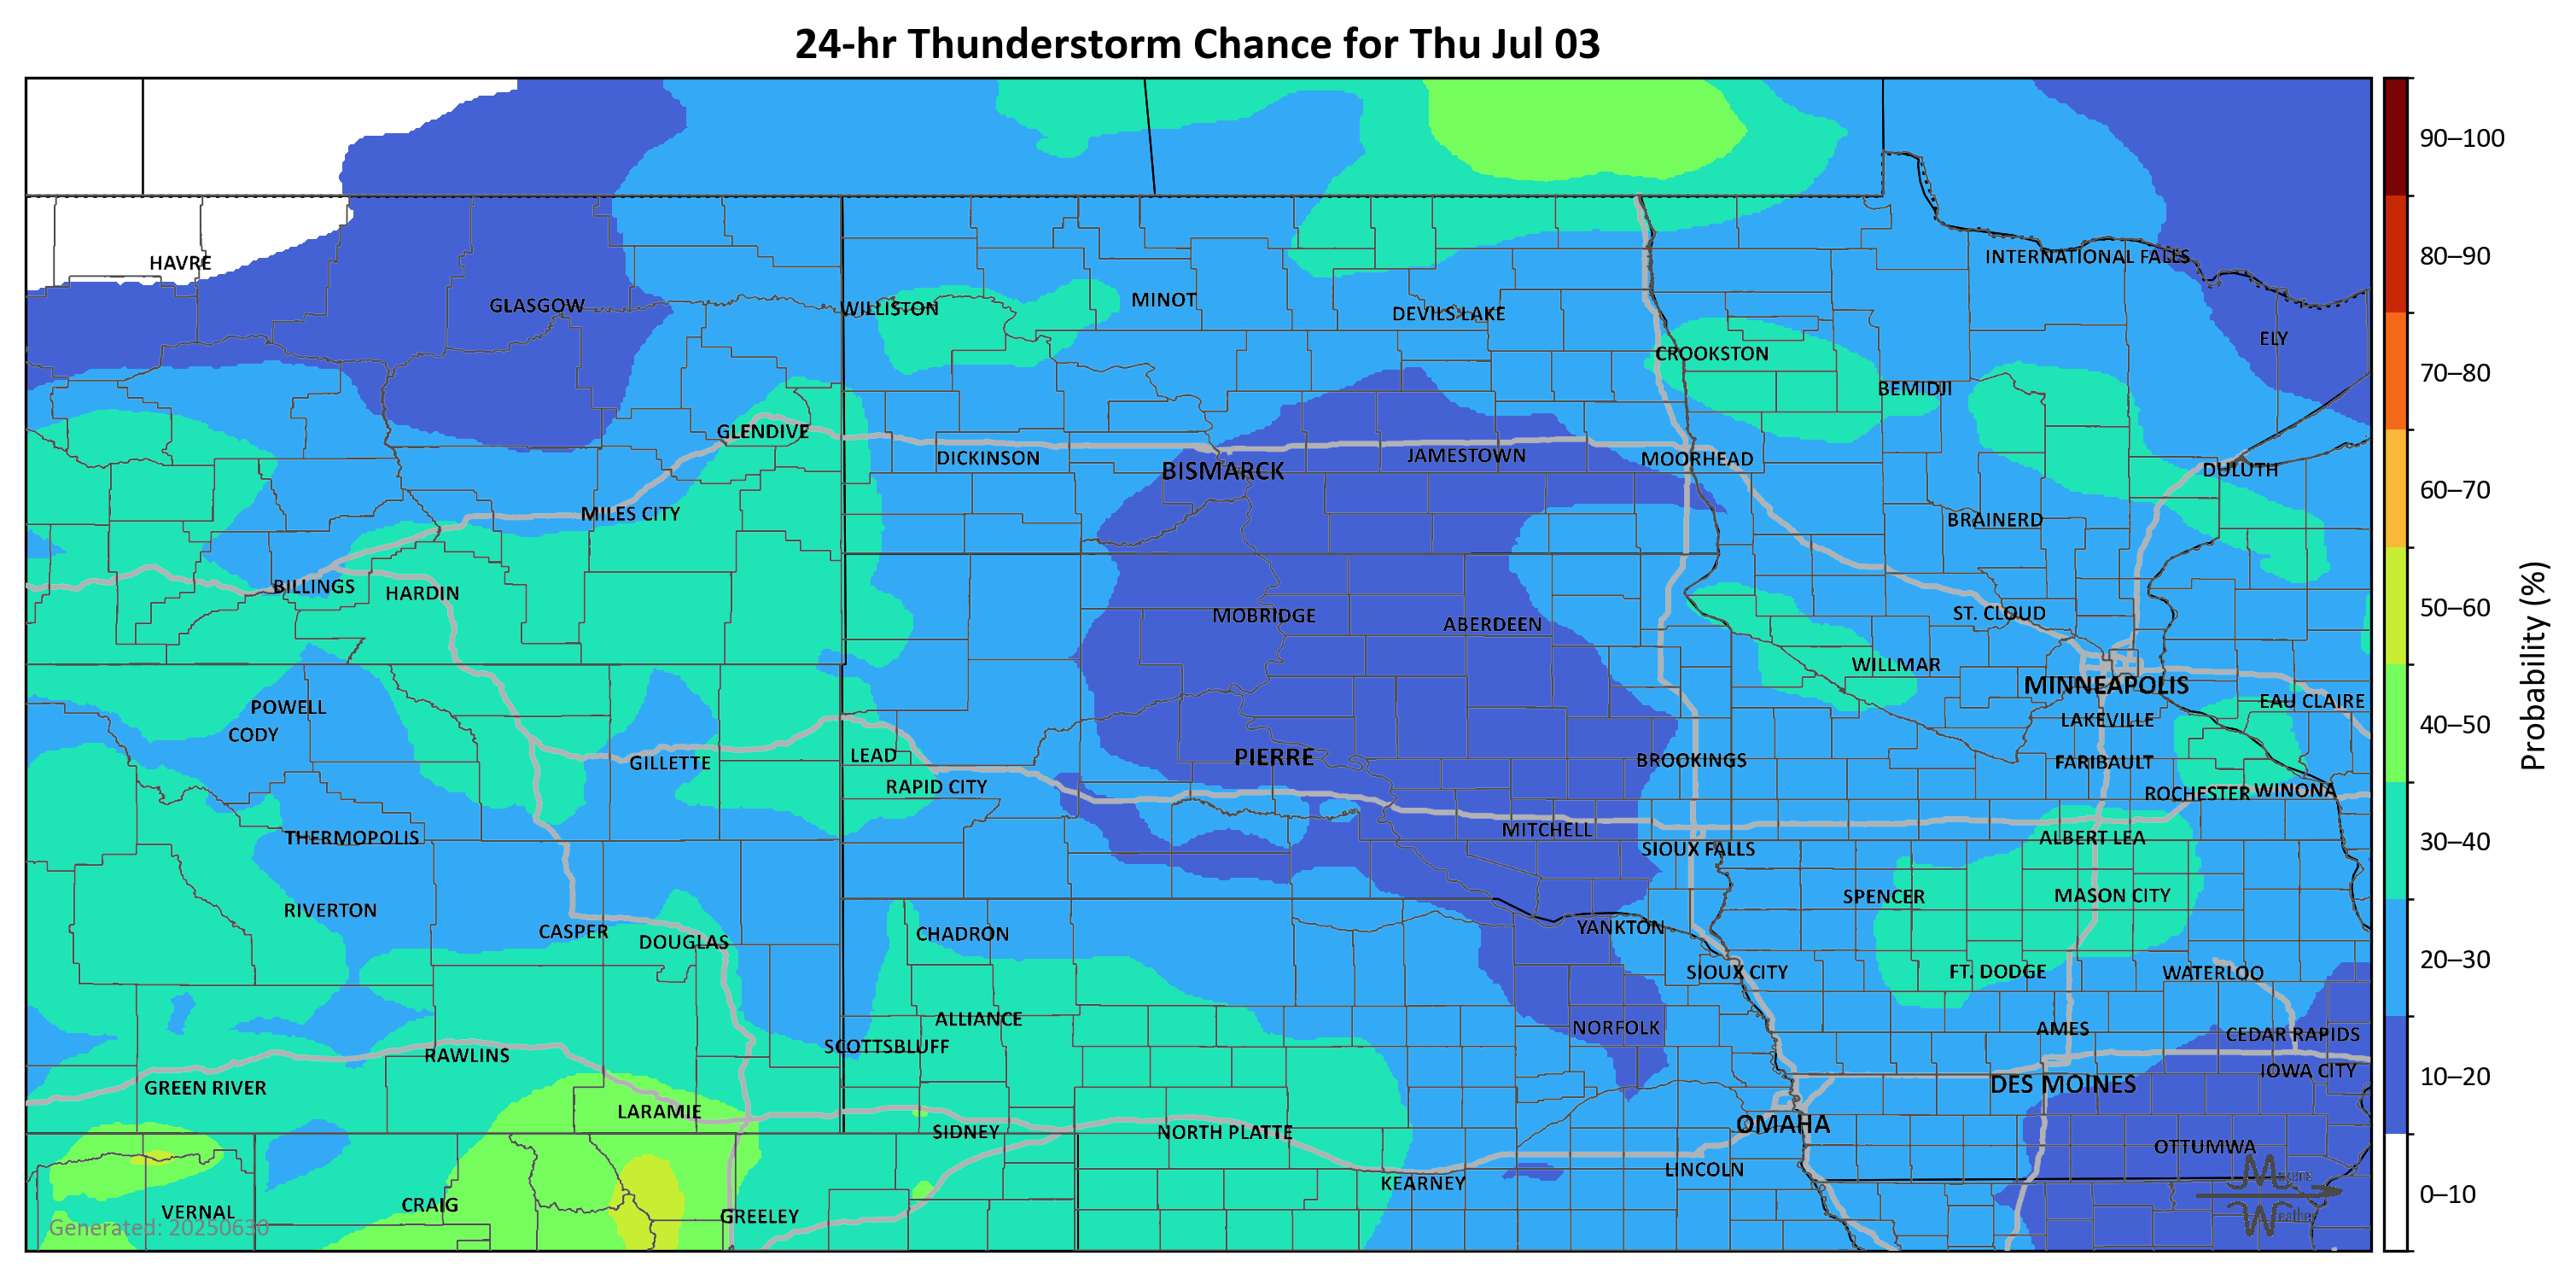 24-hr Thunderstorm Chance for Thu Jul 03
90–100
80–90
70–80
60–70
50–60
40–50
30–40
20–30
10–20
0–10
Probability (%)
HAVRE
INTERNATIONAL FALLS
GLASGOW
WILLISTON
MINOT
DEVILS LAKE
ELY
CROOKSTON
BEMIDJI
GLENDIVE
DICKINSON
BISMARCK
JAMESTOWN
MOORHEAD
DULUTH
MILES CITY
BRAINERD
BILLINGS
HARDIN
MOBRIDGE
ABERDEEN
ST. CLOUD
WILLMAR
MINNEAPOLIS
EAU CLAIRE
POWELL
CODY
LAKEVILLE
LEAD
GILLETTE
PIERRE
BROOKINGS
FARIBAULT
RAPID CITY
ROCHESTER
WINONA
THERMOPOLIS
MITCHELL
ALBERT LEA
SIOUX FALLS
SPENCER
MASON CITY
RIVERTON
CASPER
DOUGLAS
CHADRON
YANKTON
SIOUX CITY
FT. DODGE
WATERLOO
ALLIANCE
NORFOLK
AMES
CEDAR RAPIDS
SCOTTSBLUFF
RAWLINS
IOWA CITY
GREEN RIVER
DES MOINES
LARAMIE
OMAHA
SIDNEY
NORTH PLATTE
OTTUMWA
LINCOLN
KEARNEY
CRAIG
VERNAL
GREELEY
Generated: 20250630
Makens
Weather